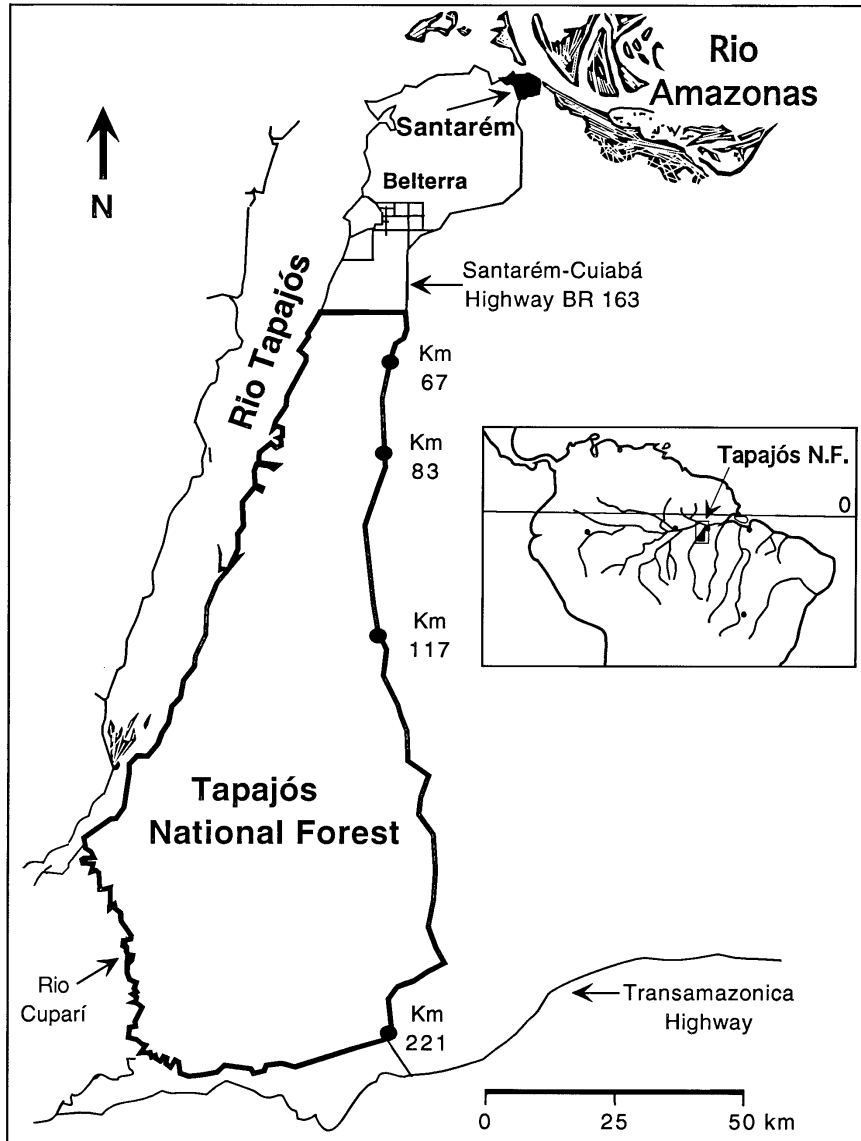 Rio
Amazonas
Santarém
N
Belterra
Rio Tapajós
Santarém-Cuiabá
Highway BR 163
Km
67
Km
83
Tapajós N.F.
0
Km
117
Tapajós
National Forest
Rio
Cuparí
Km
221
Transamazonica
Highway
0 25 50 km